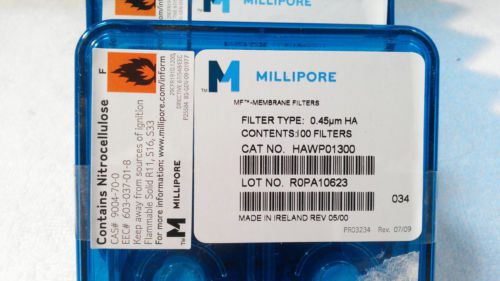 MILLIPORE
M
MILLIPORE
MF™-MEMBRANE FILTERS
FILTER TYPE: 0.45µm HA
CONTENTS:100 FILTERS
CAT NO. HAWP01300
LOT NO. R0PA10623
034
MADE IN IRELAND REV 05/00
PR03234 Rev. 07/09
F
Contains Nitrocellulose
CAS# 9004-70-0
EEC# 603-037-01-8
Keep away from sources of ignition
Flammable Solid R11, S16, S33
For more information: www.millipore.com/inform
M MILLIPORE